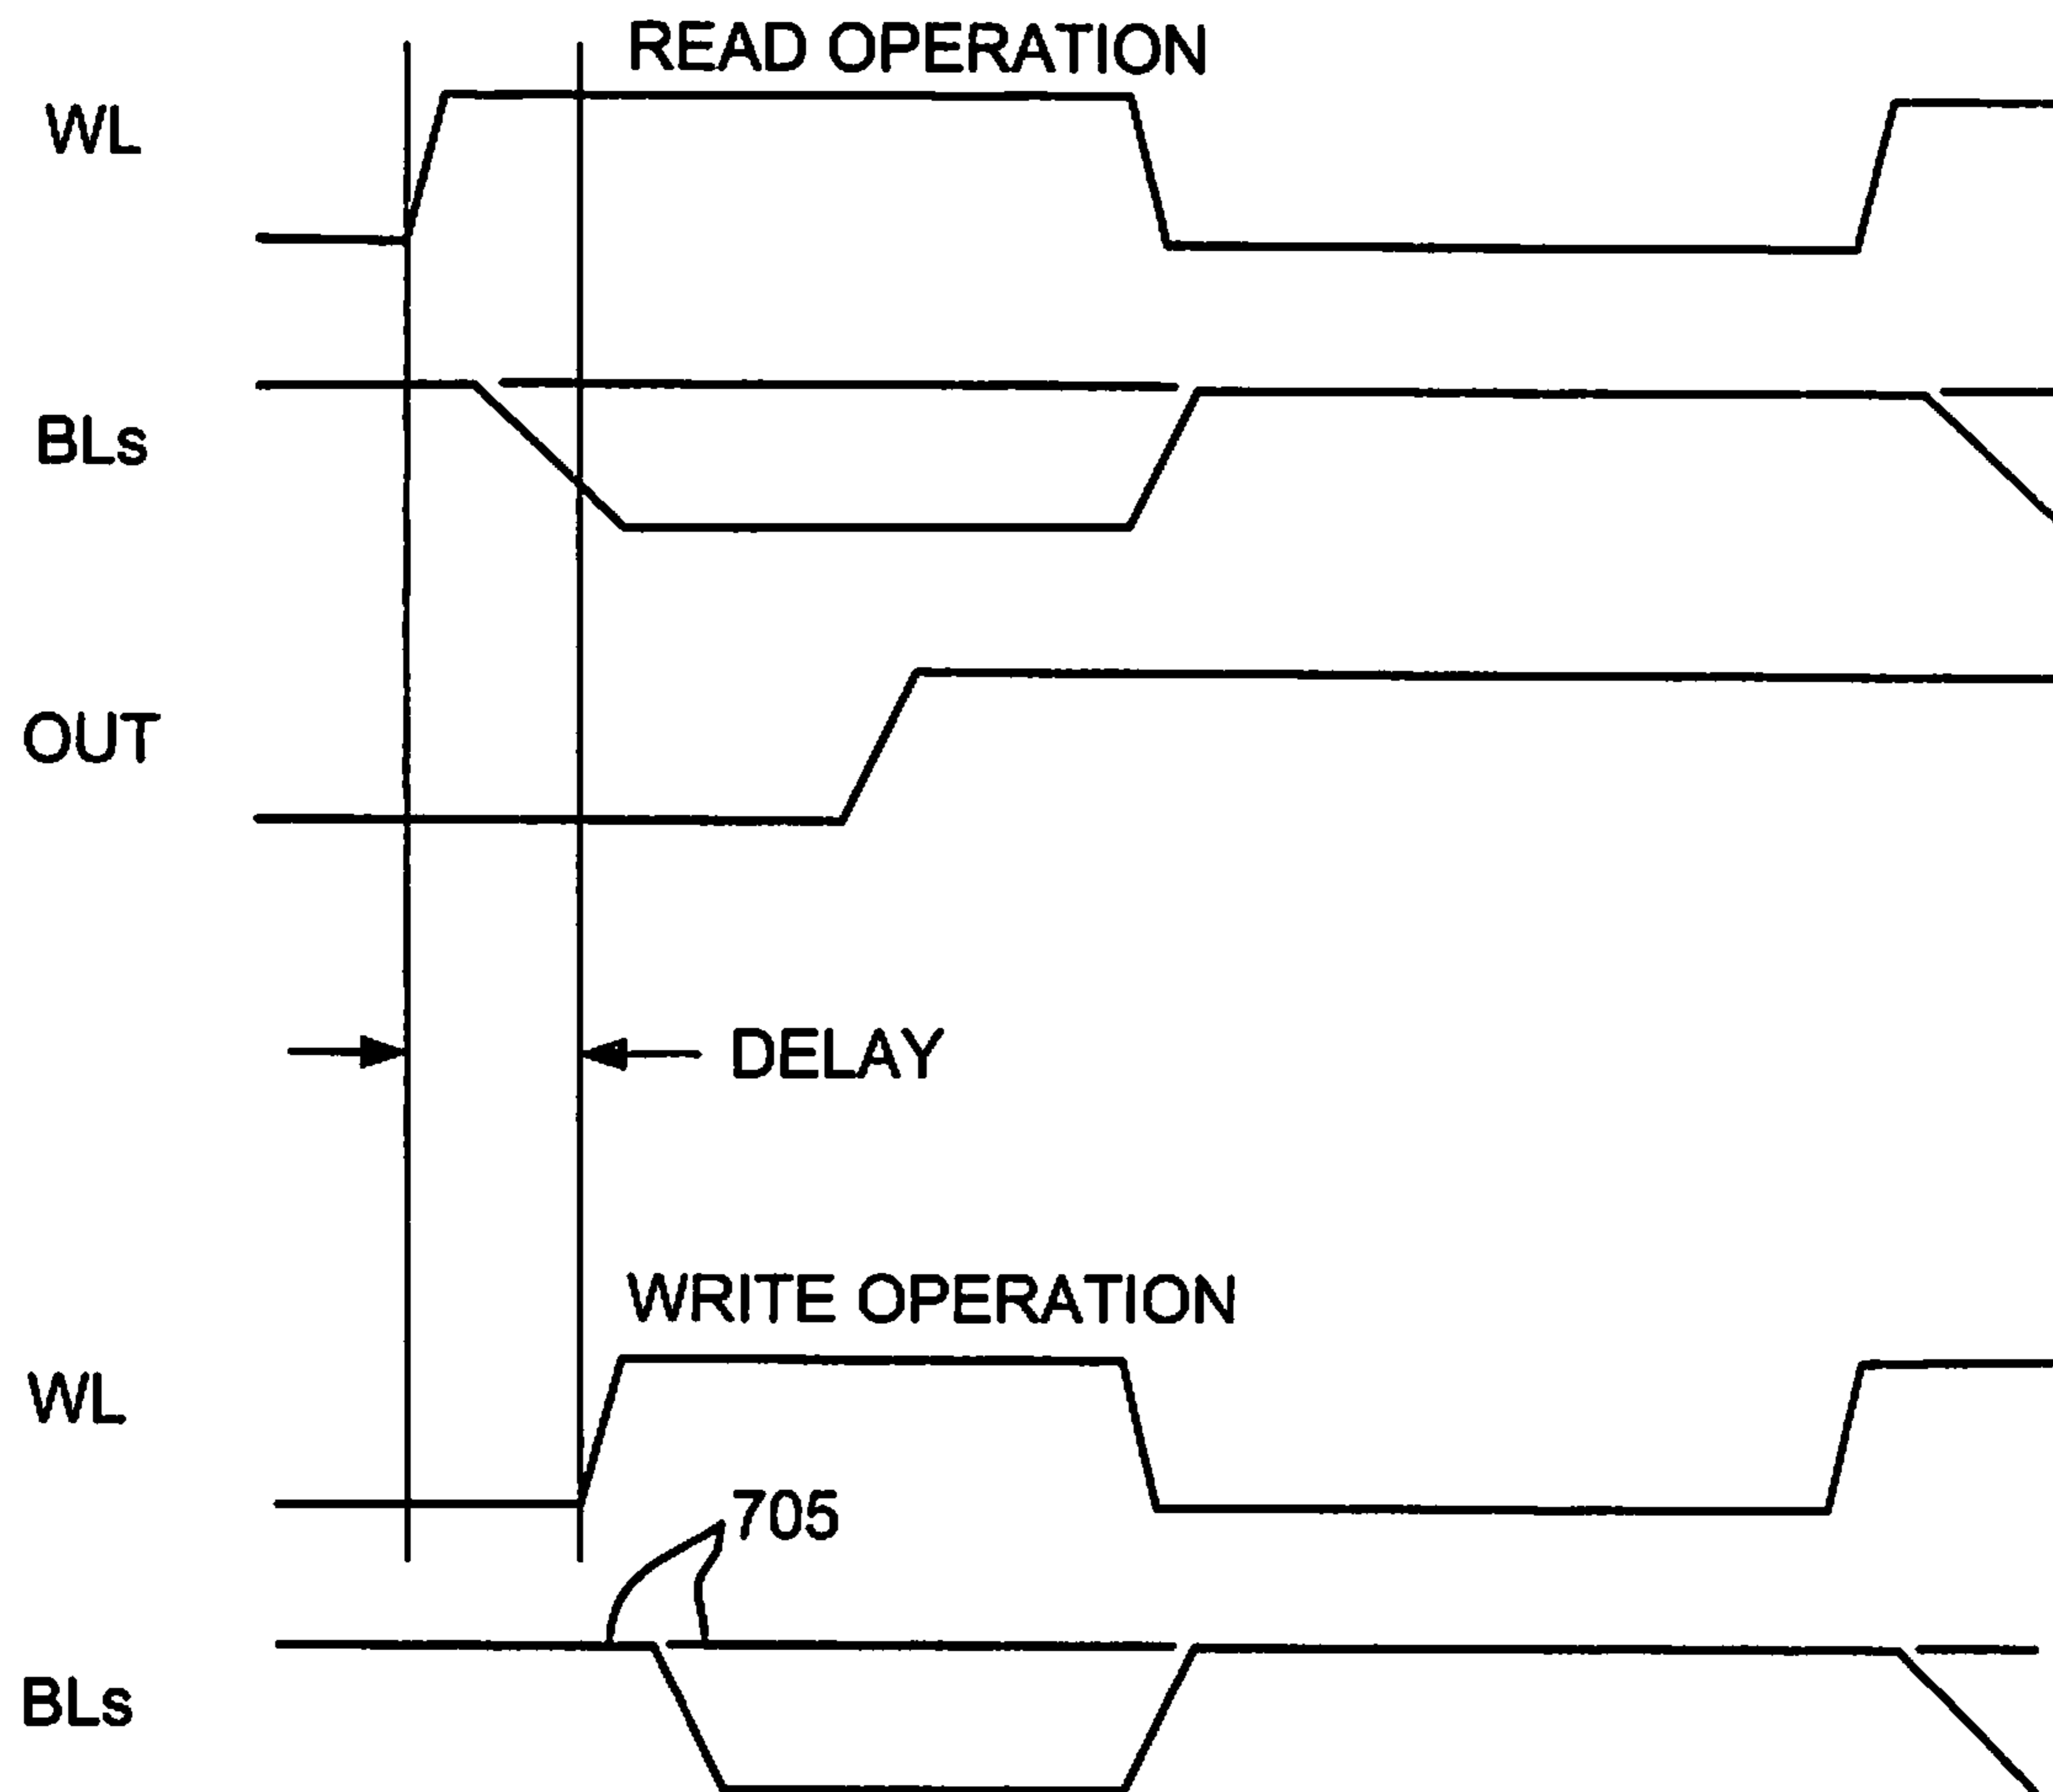 READ OPERATION
WL
BLs
OUT
DELAY
WRITE OPERATION
WL
705
BLs